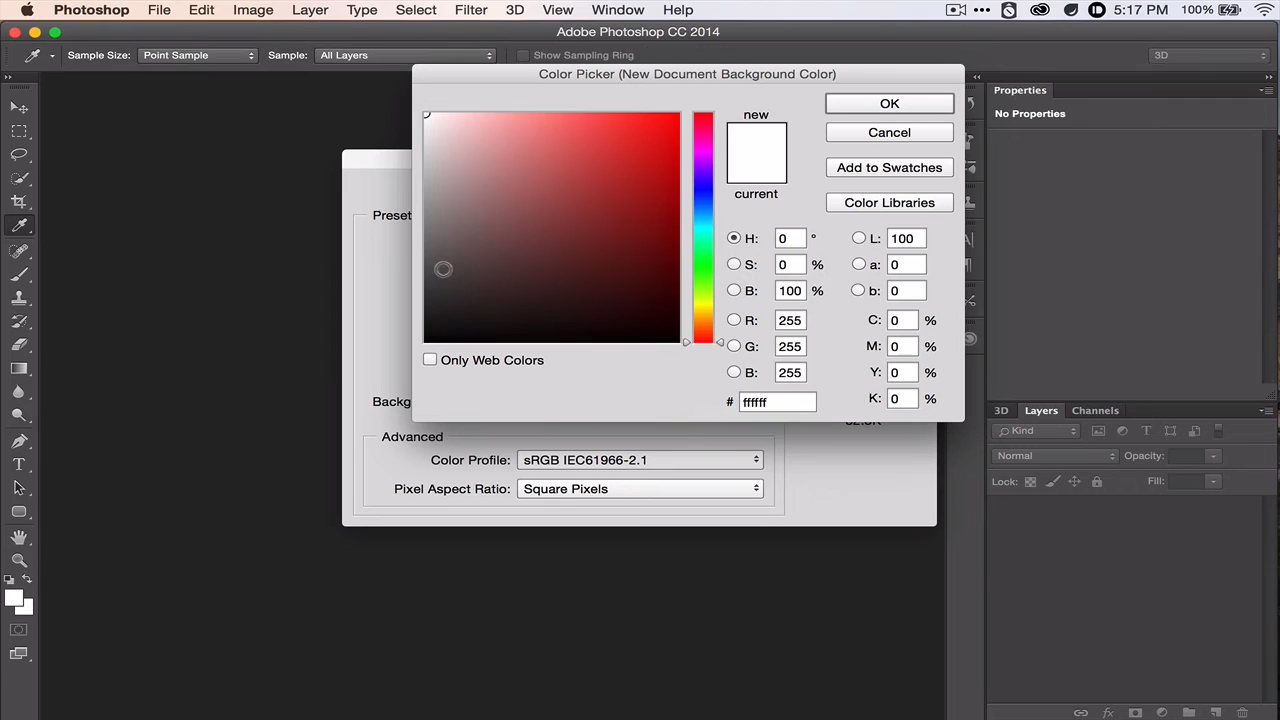 Photoshop File Edit Image Layer Type Select Filter 3D View Window Help 5:17 PM 100%
Adobe Photoshop CC 2014
Sample Size: Point Sample Sample: All Layers Show Sampling Ring 3D
Color Picker (New Document Background Color)
new
current
OK
Cancel
Add to Swatches
Color Libraries
H: 0 °
S: 0 %
B: 100 %
R: 255
G: 255
B: 255
# ffffff
L: 100
a: 0
b: 0
C: 0 %
M: 0 %
Y: 0 %
K: 0 %
Only Web Colors
Preset
Backg
Advanced
Color Profile: sRGB IEC61966-2.1
Pixel Aspect Ratio: Square Pixels
Properties
No Properties
3D Layers Channels
Kind
Normal Opacity:
Lock: Fill: